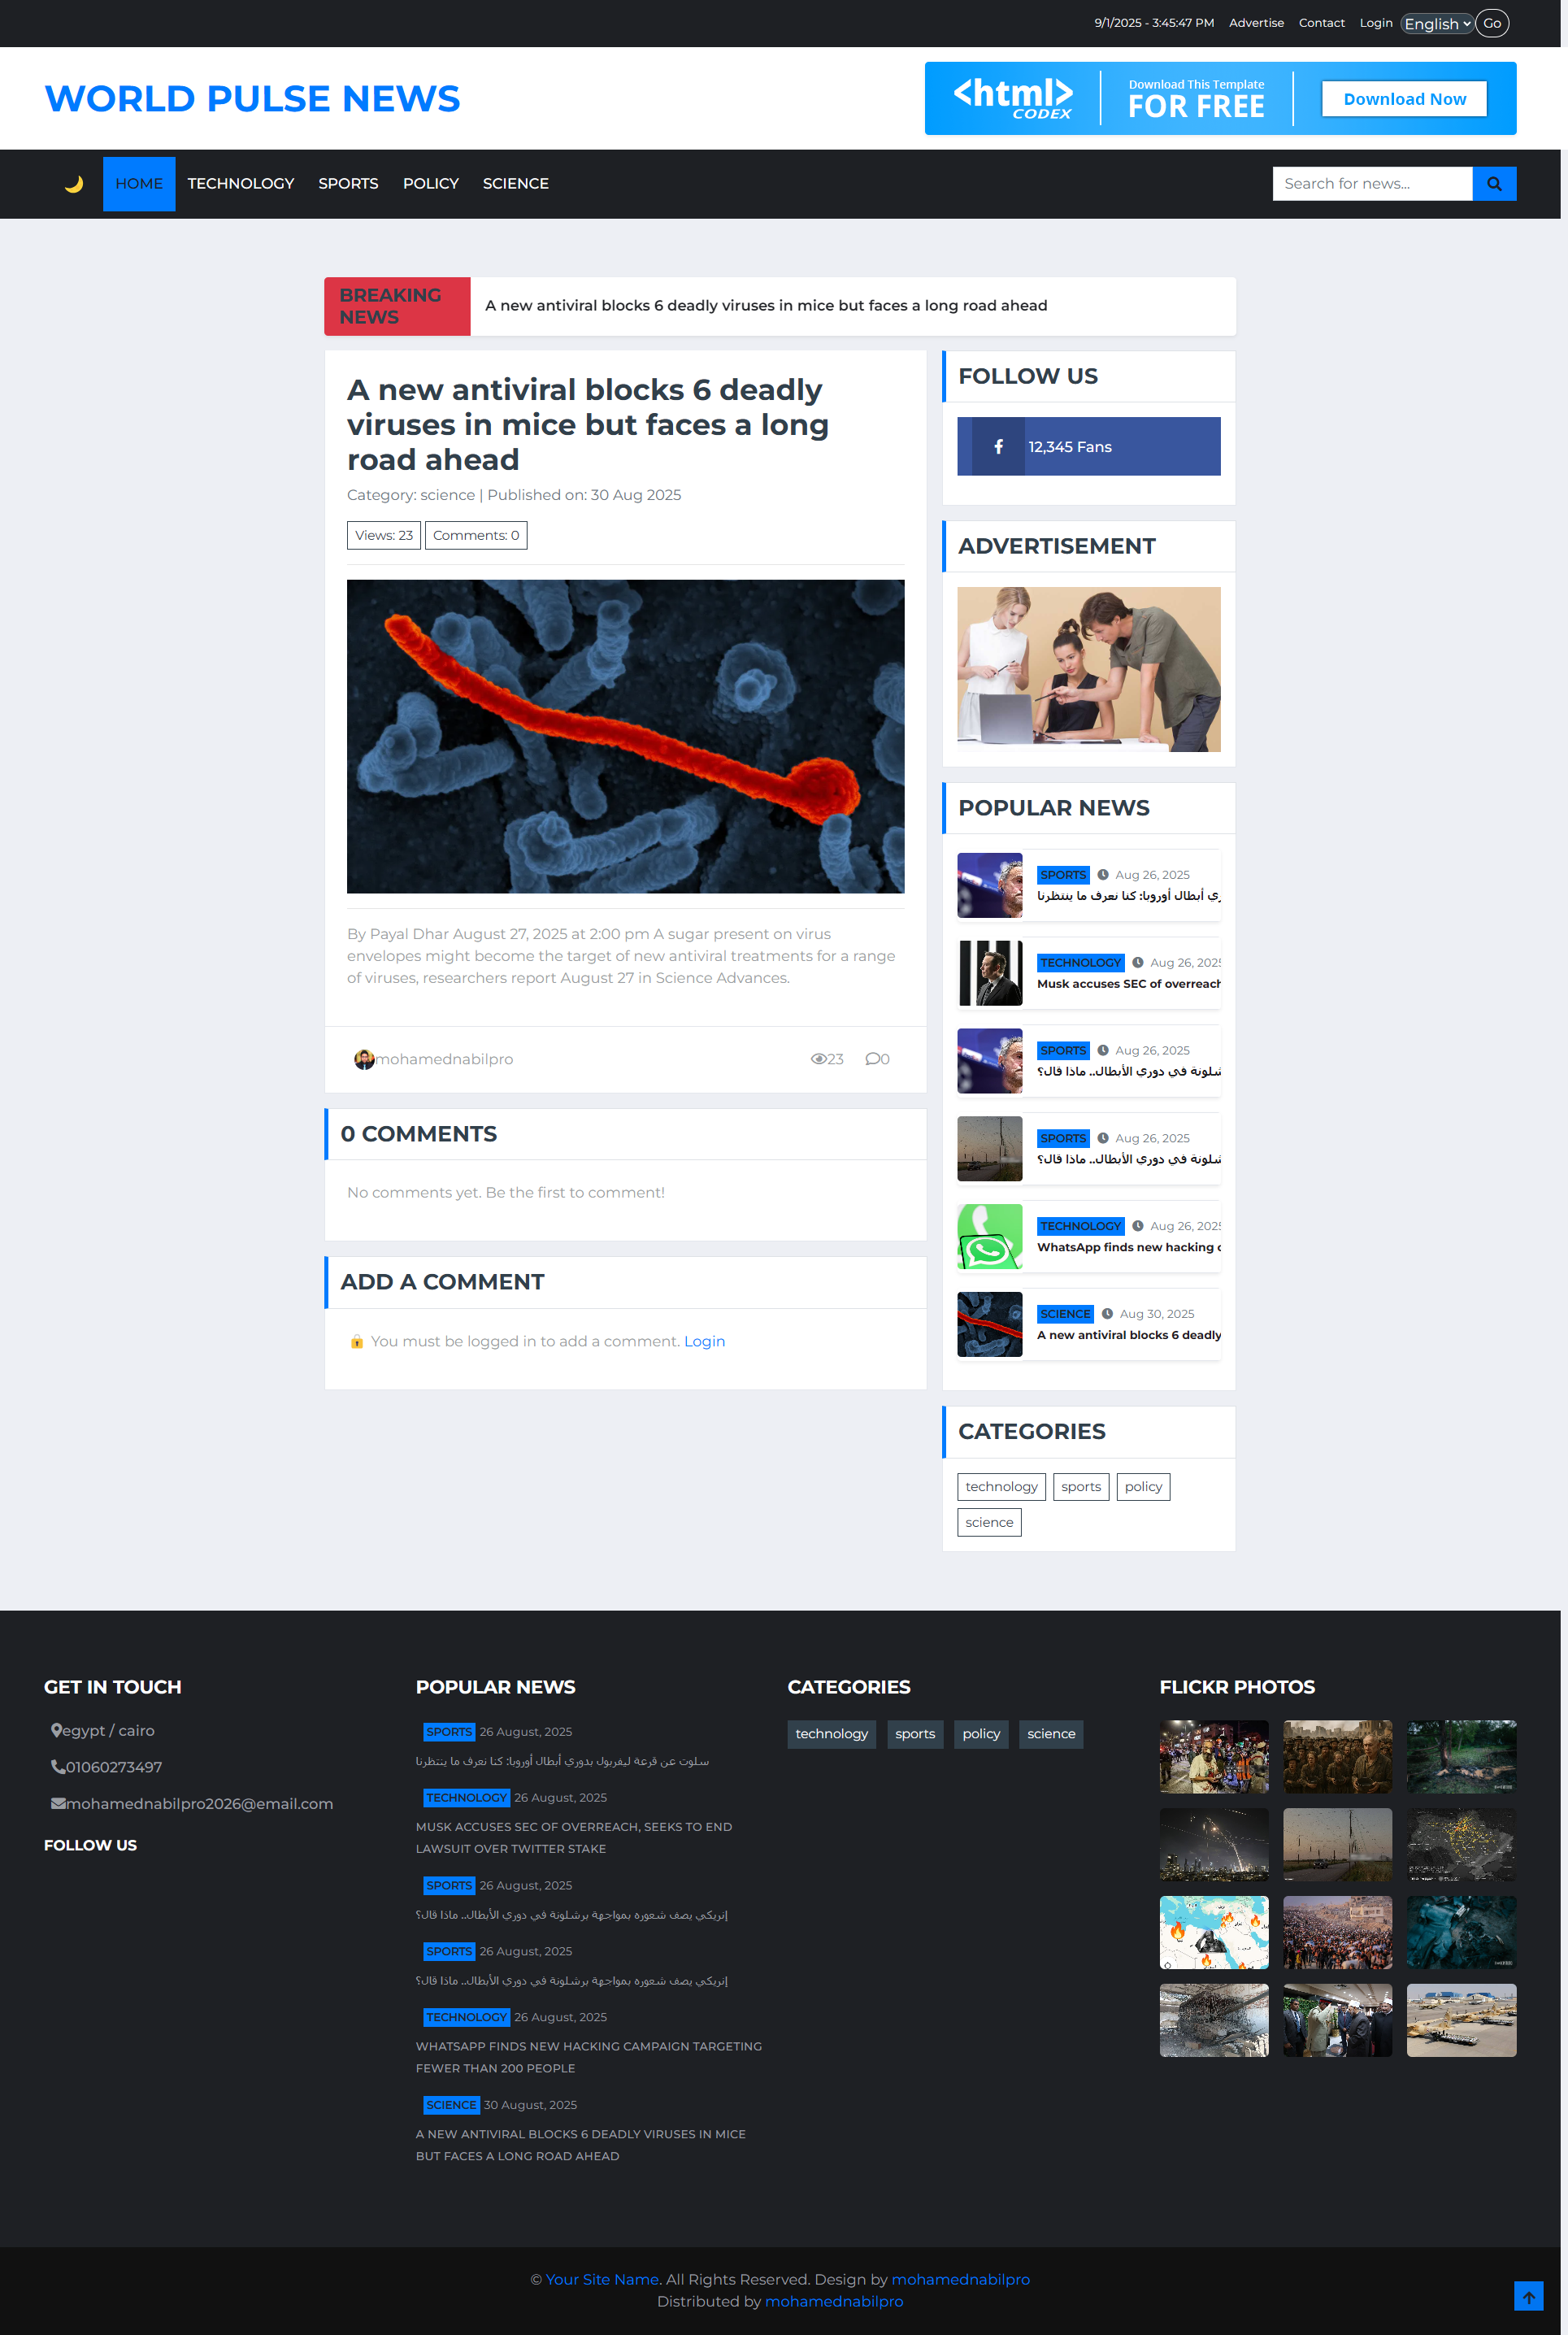 9/1/2025 - 3:45:47 PM Advertise Contact Login English Go
WORLD PULSE NEWS
<html>
CODEX
Download This Template
FOR FREE
Download Now
HOME TECHNOLOGY SPORTS POLICY SCIENCE
Search for news...
BREAKING
NEWS
A new antiviral blocks 6 deadly viruses in mice but faces a long road ahead
A new antiviral blocks 6 deadly
viruses in mice but faces a long
road ahead
Category: science | Published on: 30 Aug 2025
Views: 23 Comments: 0
By Payal Dhar August 27, 2025 at 2:00 pm A sugar present on virus
envelopes might become the target of new antiviral treatments for a range
of viruses, researchers report August 27 in Science Advances.
mohamednabilpro 23 0
0 COMMENTS
No comments yet. Be the first to comment!
ADD A COMMENT
🔒 You must be logged in to add a comment. Login
FOLLOW US
12,345 Fans
ADVERTISEMENT
POPULAR NEWS
SPORTS Aug 26, 2025
ري أبطال أوروبا: كنا نعرف ما ينتظرنا
TECHNOLOGY Aug 26, 2025
Musk accuses SEC of overreach
SPORTS Aug 26, 2025
شلونة في دوري الأبطال.. ماذا قال؟
SPORTS Aug 26, 2025
شلونة في دوري الأبطال.. ماذا قال؟
TECHNOLOGY Aug 26, 2025
WhatsApp finds new hacking c
SCIENCE Aug 30, 2025
A new antiviral blocks 6 deadly
CATEGORIES
technology sports policy
science
GET IN TOUCH
egypt / cairo
01060273497
mohamednabilpro2026@email.com
FOLLOW US
POPULAR NEWS
SPORTS 26 August, 2025
سلوت عن قرعة ليفربول بدوري أبطال أوروبا: كنا نعرف ما ينتظرنا
TECHNOLOGY 26 August, 2025
MUSK ACCUSES SEC OF OVERREACH, SEEKS TO END
LAWSUIT OVER TWITTER STAKE
SPORTS 26 August, 2025
إنريكي يصف شعوره بمواجهة برشلونة في دوري الأبطال.. ماذا قال؟
SPORTS 26 August, 2025
إنريكي يصف شعوره بمواجهة برشلونة في دوري الأبطال.. ماذا قال؟
TECHNOLOGY 26 August, 2025
WHATSAPP FINDS NEW HACKING CAMPAIGN TARGETING
FEWER THAN 200 PEOPLE
SCIENCE 30 August, 2025
A NEW ANTIVIRAL BLOCKS 6 DEADLY VIRUSES IN MICE
BUT FACES A LONG ROAD AHEAD
CATEGORIES
technology sports policy science
FLICKR PHOTOS
© Your Site Name. All Rights Reserved. Design by mohamednabilpro
Distributed by mohamednabilpro